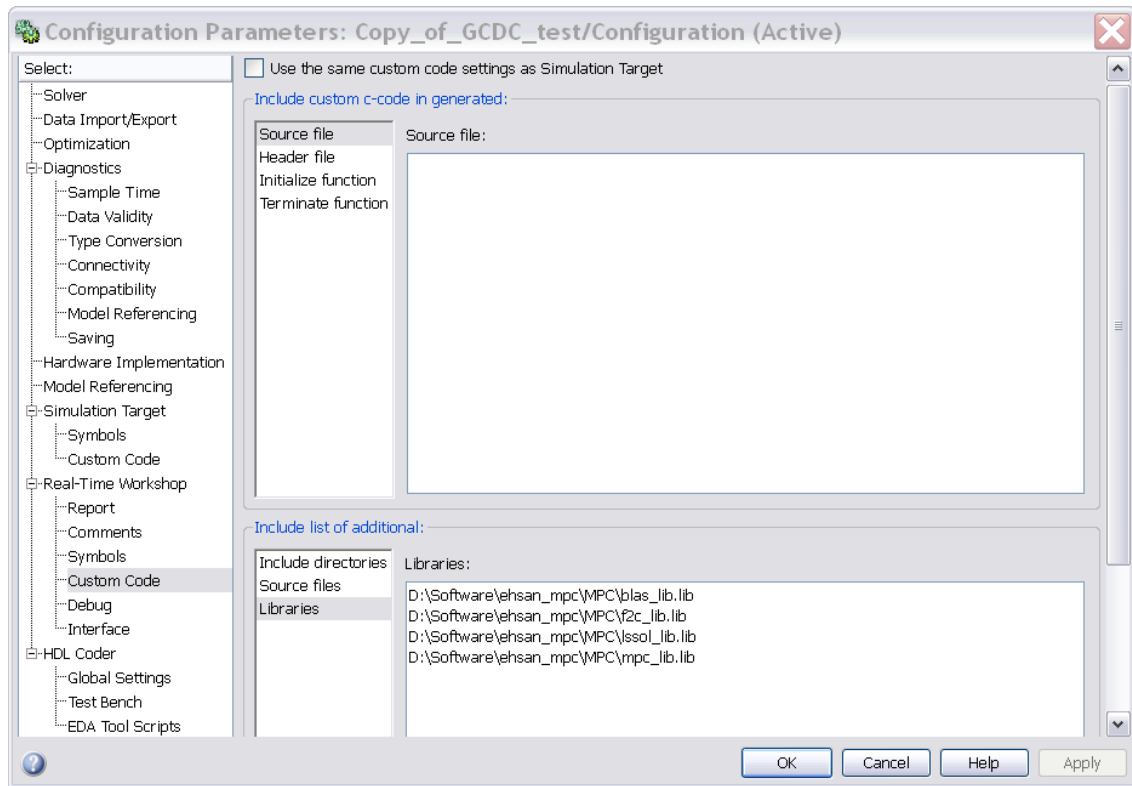 Configuration Parameters: Copy_of_GCDC_test/Configuration (Active)
Select:
Solver
Data Import/Export
Optimization
Diagnostics
Sample Time
Data Validity
Type Conversion
Connectivity
Compatibility
Model Referencing
Saving
Hardware Implementation
Model Referencing
Simulation Target
Symbols
Custom Code
Real-Time Workshop
Report
Comments
Symbols
Custom Code
Debug
Interface
HDL Coder
Global Settings
Test Bench
EDA Tool Scripts
Use the same custom code settings as Simulation Target
Include custom c-code in generated:
Source file
Header file
Initialize function
Terminate function
Source file:
Include list of additional:
Include directories
Source files
Libraries
Libraries:
D:\Software\ehsan_mpc\MPC\blas_lib.lib
D:\Software\ehsan_mpc\MPC\f2c_lib.lib
D:\Software\ehsan_mpc\MPC\lssol_lib.lib
D:\Software\ehsan_mpc\MPC\mpc_lib.lib
OK
Cancel
Help
Apply